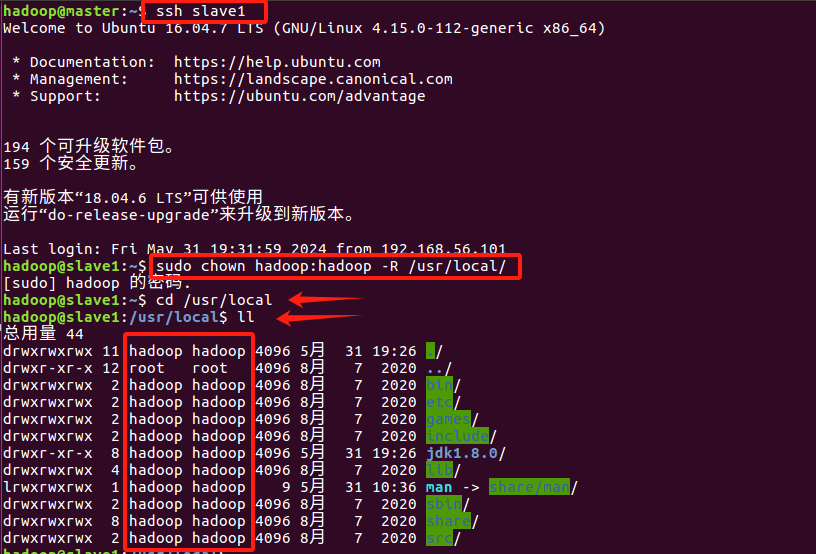 hadoop@master:~$ ssh slave1
Welcome to Ubuntu 16.04.7 LTS (GNU/Linux 4.15.0-112-generic x86_64)
* Documentation:  https://help.ubuntu.com
* Management:     https://landscape.canonical.com
* Support:        https://ubuntu.com/advantage
194 个可升级软件包。
159 个安全更新。
有新版本“18.04.6 LTS”可供使用
运行“do-release-upgrade”来升级到新版本。
Last login: Fri May 31 19:31:59 2024 from 192.168.56.101
hadoop@slave1:~$ sudo chown hadoop:hadoop -R /usr/local/
[sudo] hadoop 的密码:
hadoop@slave1:~$ cd /usr/local
hadoop@slave1:/usr/local$ ll
总用量 44
drwxrwxrwx 11 hadoop hadoop 4096 5月  31 19:26 ./
drwxr-xr-x 12 root   root   4096 8月   7  2020 ../
drwxrwxrwx  2 hadoop hadoop 4096 8月   7  2020 bin/
drwxrwxrwx  2 hadoop hadoop 4096 8月   7  2020 etc/
drwxrwxrwx  2 hadoop hadoop 4096 8月   7  2020 games/
drwxrwxrwx  2 hadoop hadoop 4096 8月   7  2020 include/
drwxr-xr-x  8 hadoop hadoop 4096 5月  31 19:26 jdk1.8.0/
drwxrwxrwx  4 hadoop hadoop 4096 8月   7  2020 lib/
lrwxrwxrwx  1 hadoop hadoop    9 5月  31 10:36 man -> share/man/
drwxrwxrwx  2 hadoop hadoop 4096 8月   7  2020 sbin/
drwxrwxrwx  8 hadoop hadoop 4096 8月   7  2020 share/
drwxrwxrwx  2 hadoop hadoop 4096 8月   7  2020 src/